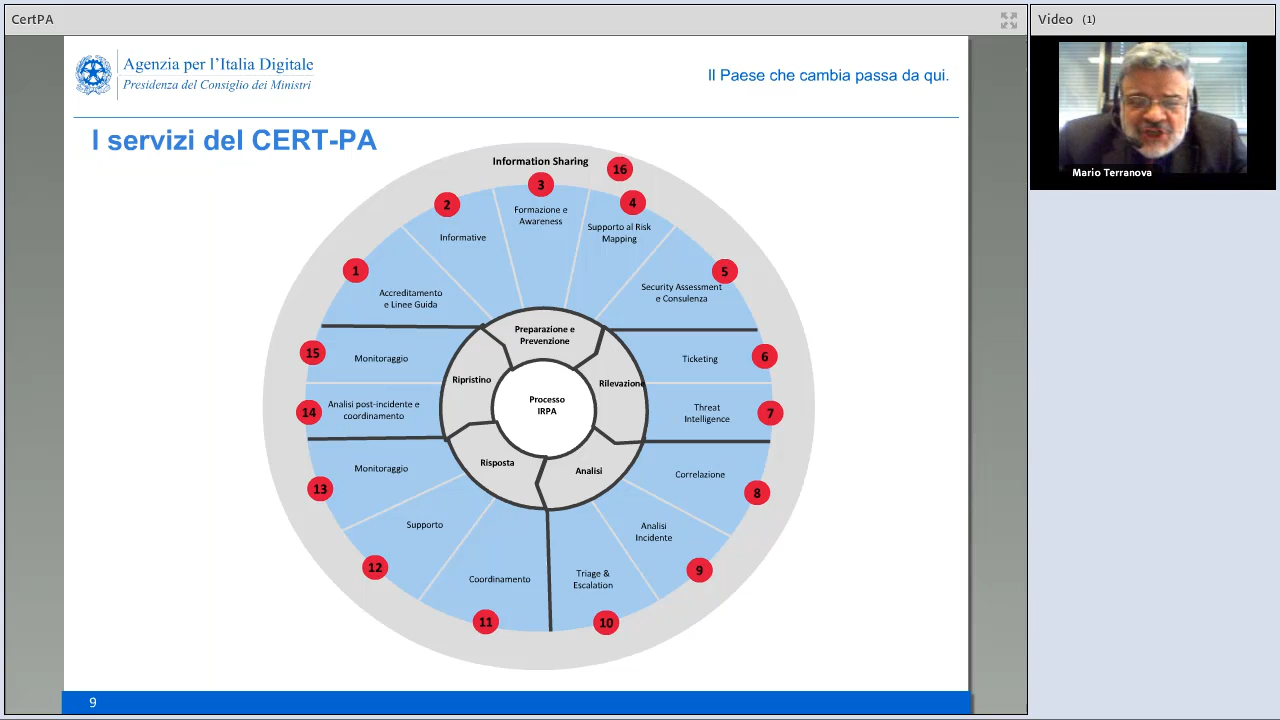 CertPA
Video (1)
Agenzia per l'Italia Digitale
Presidenza del Consiglio dei Ministri
Il Paese che cambia passa da qui.
Mario Terranova
I servizi del CERT-PA
Information Sharing
16
3
Formazione e
Awareness
2
Informative
4
Supporto al Risk
Mapping
1
Accreditamento
e Linee Guida
5
Security Assessment
e Consulenza
Preparazione e
Prevenzione
15
Monitoraggio
6
Ticketing
Ripristino
Rilevazione
Processo
IRPA
14
Analisi post-incidente e
coordinamento
7
Threat
Intelligence
Risposta
Analisi
13
Monitoraggio
8
Correlazione
12
Supporto
9
Analisi
Incidente
11
Coordinamento
10
Triage &
Escalation
9